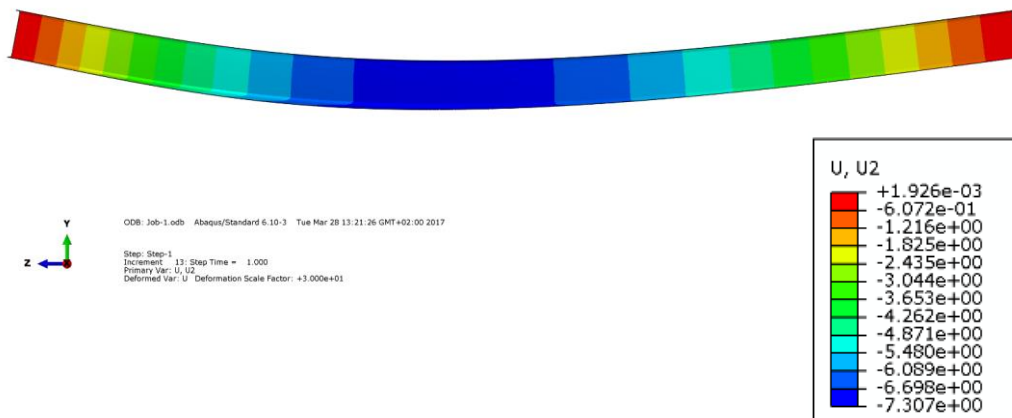 U, U2
+1.926e-03
-6.072e-01
-1.216e+00
-1.825e+00
-2.435e+00
-3.044e+00
-3.653e+00
-4.262e+00
-4.871e+00
-5.480e+00
-6.089e+00
-6.698e+00
-7.307e+00
Y
Z
X
ODB: Job-1.odb Abaqus/Standard 6.10-3 Tue Mar 28 13:21:26 GMT+02:00 2017
Step: Step-1
Increment 13: Step Time = 1.000
Primary Var: U, U2
Deformed Var: U Deformation Scale Factor: +3.000e+01